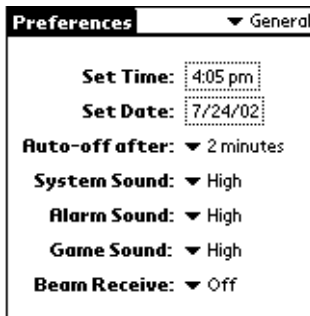 Preferences ▼ General
Set Time: 4:05 pm
Set Date: 7/24/02
Auto-off after: ▼ 2 minutes
System Sound: ▼ High
Alarm Sound: ▼ High
Game Sound: ▼ High
Beam Receive: ▼ Off